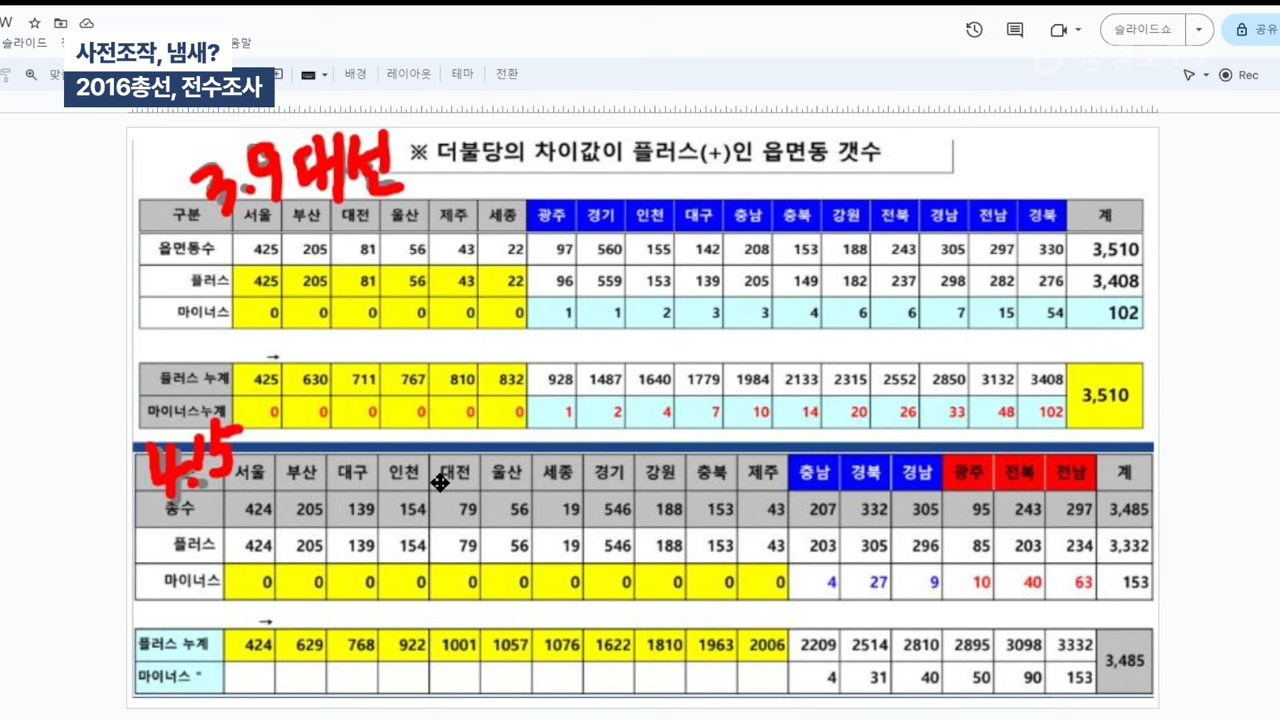 W
슬라이드
움말
사전조작, 냄새?
2016총선, 전수조사
슬라이드쇼
공유
배경 레이아웃 테마 전환
Rec
3.9대선
※ 더불당의 차이값이 플러스(+)인 읍면동 갯수
구분 서울 부산 대전 울산 제주 세종 광주 경기 인천 대구 충남 충북 강원 전북 경남 전남 경북 계
읍면동수 425 205 81 56 43 22 97 560 155 142 208 153 188 243 305 297 330 3,510
플러스 425 205 81 56 43 22 96 559 153 139 205 149 182 237 298 282 276 3,408
마이너스 0 0 0 0 0 0 1 1 2 3 3 4 6 6 7 15 54 102
→
플러스 누계 425 630 711 767 810 832 928 1487 1640 1779 1984 2133 2315 2552 2850 3132 3408 3,510
마이너스누계 0 0 0 0 0 0 1 2 4 7 10 14 20 26 33 48 102
4.15 서울 부산 대구 인천 대전 울산 세종 경기 강원 충북 제주 충남 경북 경남 광주 전북 전남 계
총수 424 205 139 154 79 56 19 546 188 153 43 207 332 305 95 243 297 3,485
플러스 424 205 139 154 79 56 19 546 188 153 43 203 305 296 85 203 234 3,332
마이너스 0 0 0 0 0 0 0 0 0 0 0 4 27 9 10 40 63 153
→
플러스 누계 424 629 768 922 1001 1057 1076 1622 1810 1963 2006 2209 2514 2810 2895 3098 3332 3,485
마이너스 " 4 31 40 50 90 153